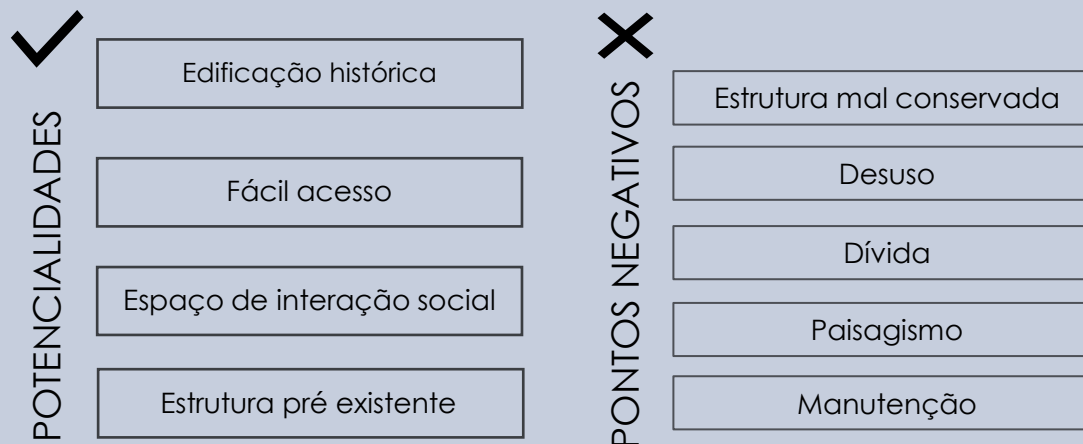 POTENCIALIDADES
Edificação histórica
Fácil acesso
Espaço de interação social
Estrutura pré existente
PONTOS NEGATIVOS
Estrutura mal conservada
Desuso
Dívida
Paisagismo
Manutenção